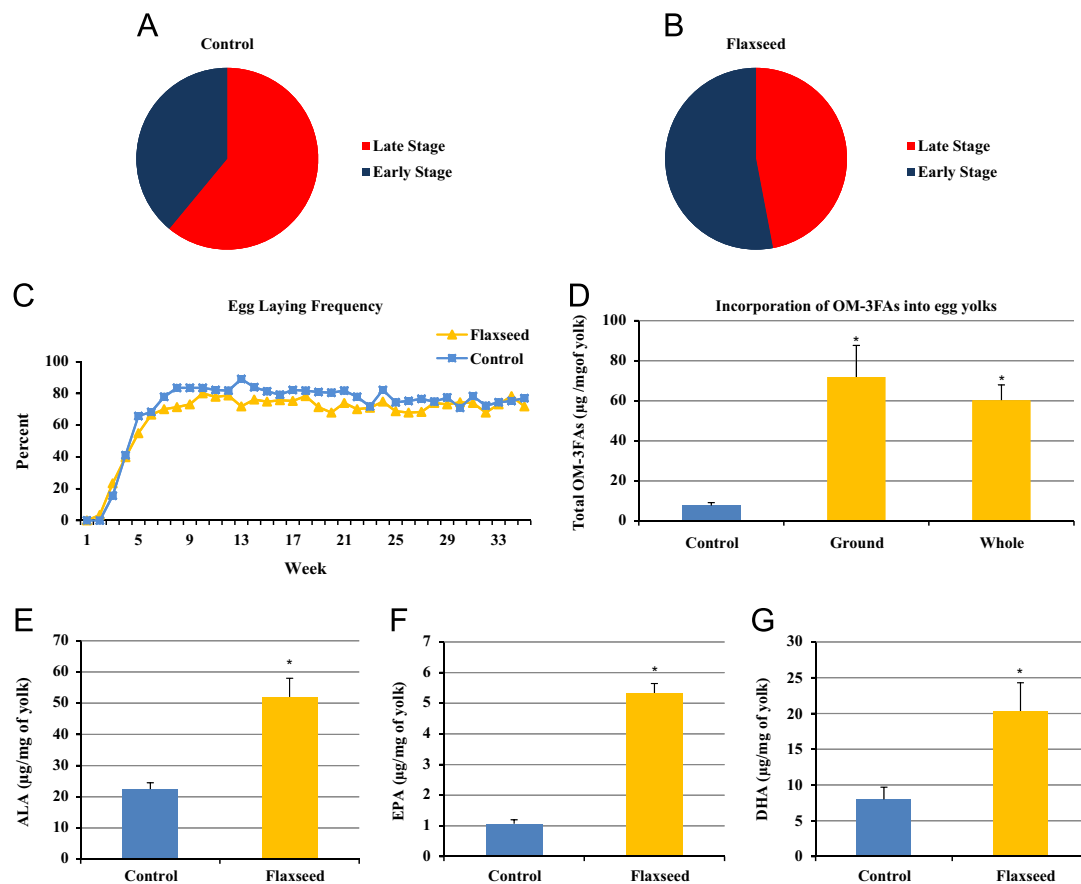 A
Control
Late Stage
Early Stage
B
Flaxseed
Late Stage
Early Stage
C
Egg Laying Frequency
Flaxseed
Control
Percent
100
80
60
40
20
0
1 5 9 13 17 21 25 29 33
Week
D
Incorporation of OM-3FAs into egg yolks
Total OM-3FAs (µg /mgof yolk)
100
80
60
40
20
0
* *
Control Ground Whole
E
ALA (µg/mg of yolk)
70
60
50
40
30
20
10
0
*
Control Flaxseed
F
EPA (µg/mg of yolk)
7
6
5
4
3
2
1
0
*
Control Flaxseed
G
DHA (µg/mg of yolk)
30
25
20
15
10
5
0
*
Control Flaxseed